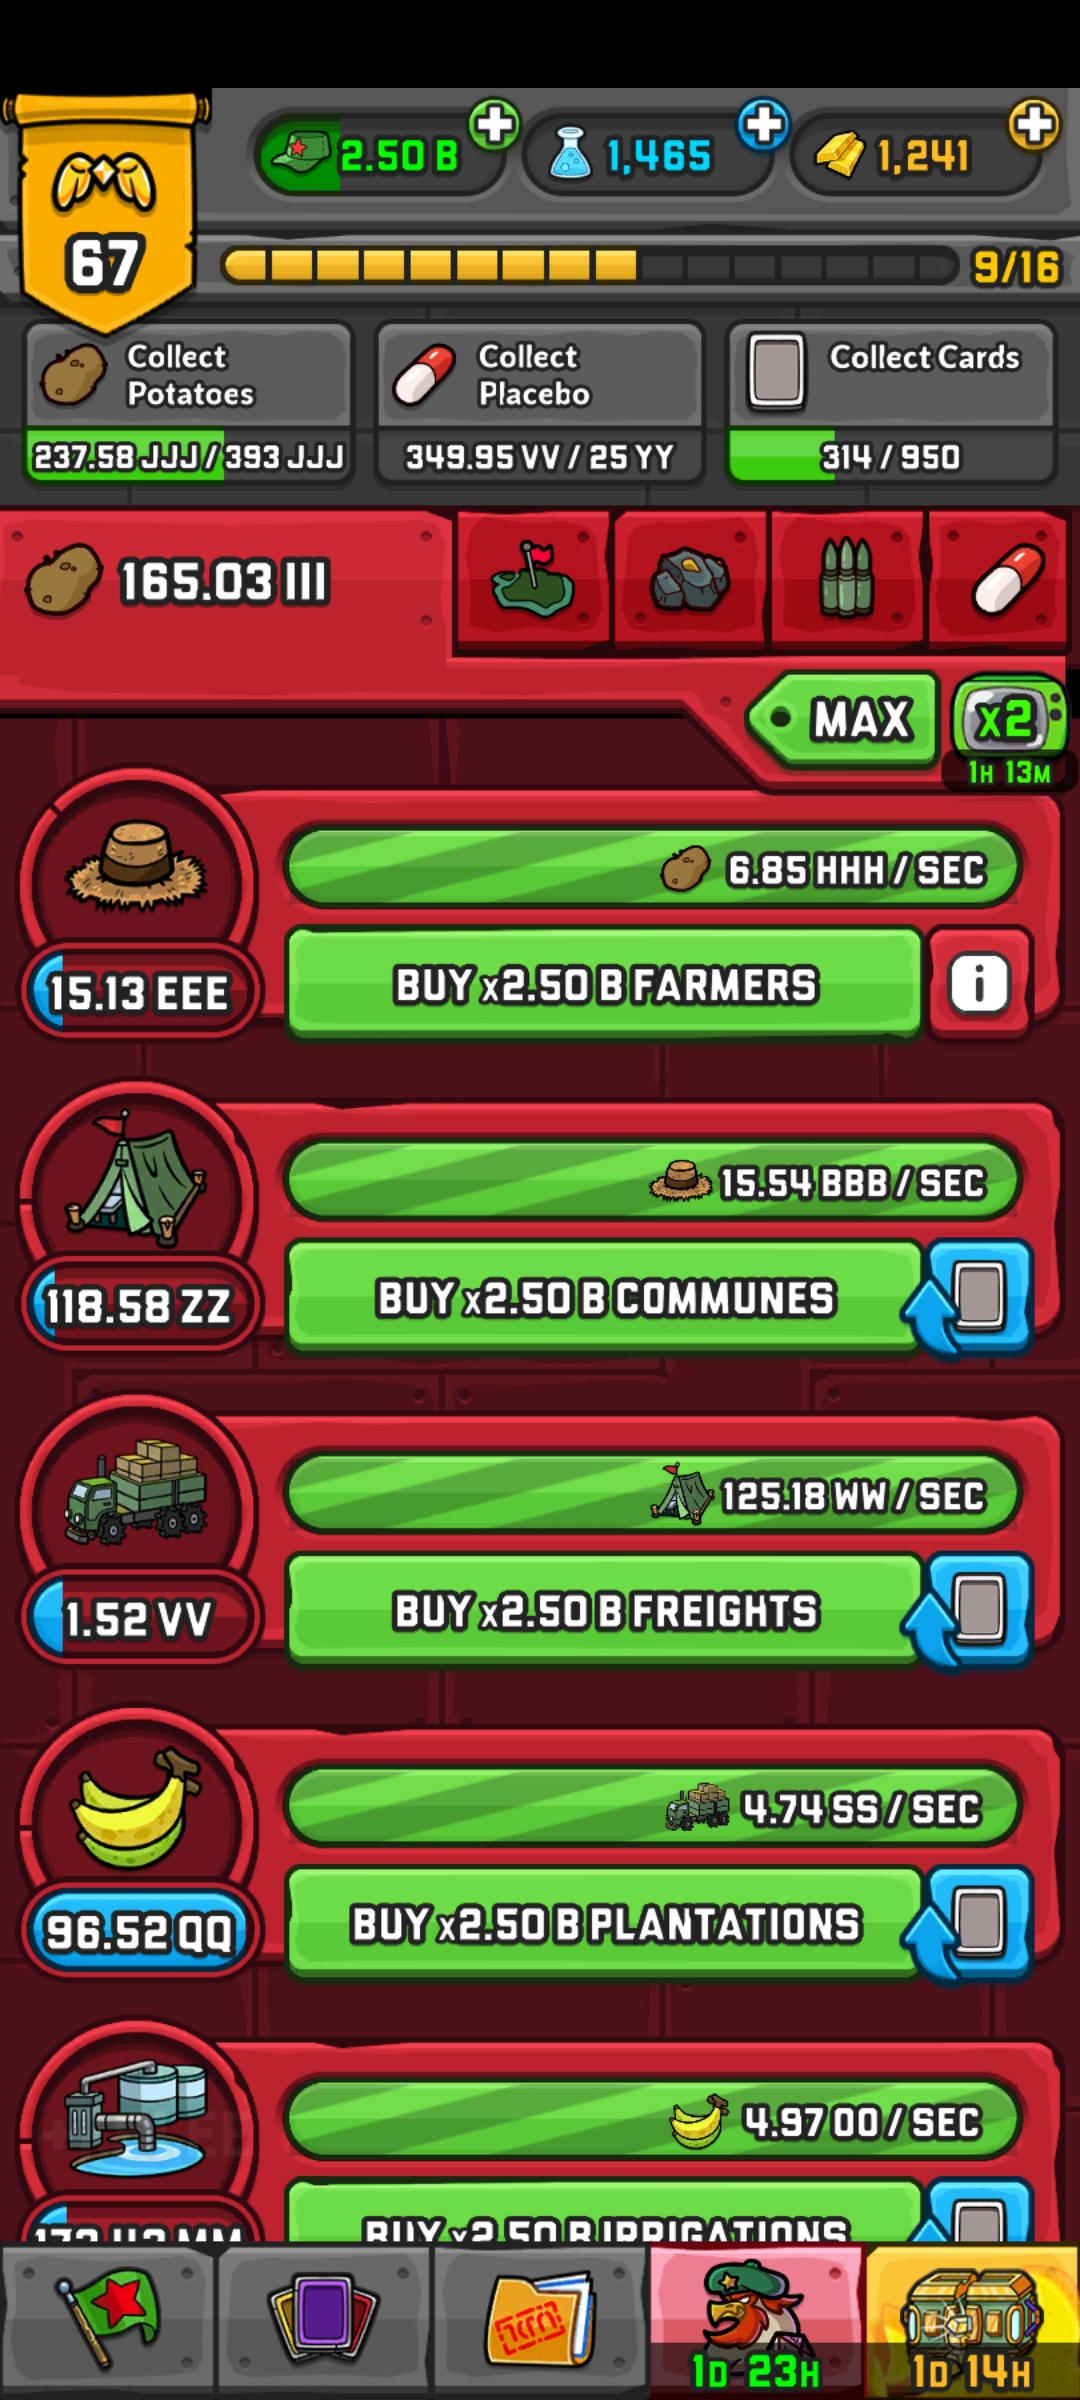 2.50 B
1,465
1,241
67
9/16
Collect
Potatoes
237.58 JJJ / 393 JJJ
Collect
Placebo
349.95 VV / 25 YY
Collect Cards
314 / 950
165.03 III
MAX
x2
1H 13M
6.85 HHH / SEC
15.13 EEE
BUY x2.50 B FARMERS
i
15.54 BBB / SEC
118.58 ZZ
BUY x2.50 B COMMUNES
125.18 WW / SEC
1.52 VV
BUY x2.50 B FREIGHTS
4.74 SS / SEC
96.52 QQ
BUY x2.50 B PLANTATIONS
4.97 OO / SEC
BUY x2.50 B IRRIGATIONS
1D 23H
1D 14H